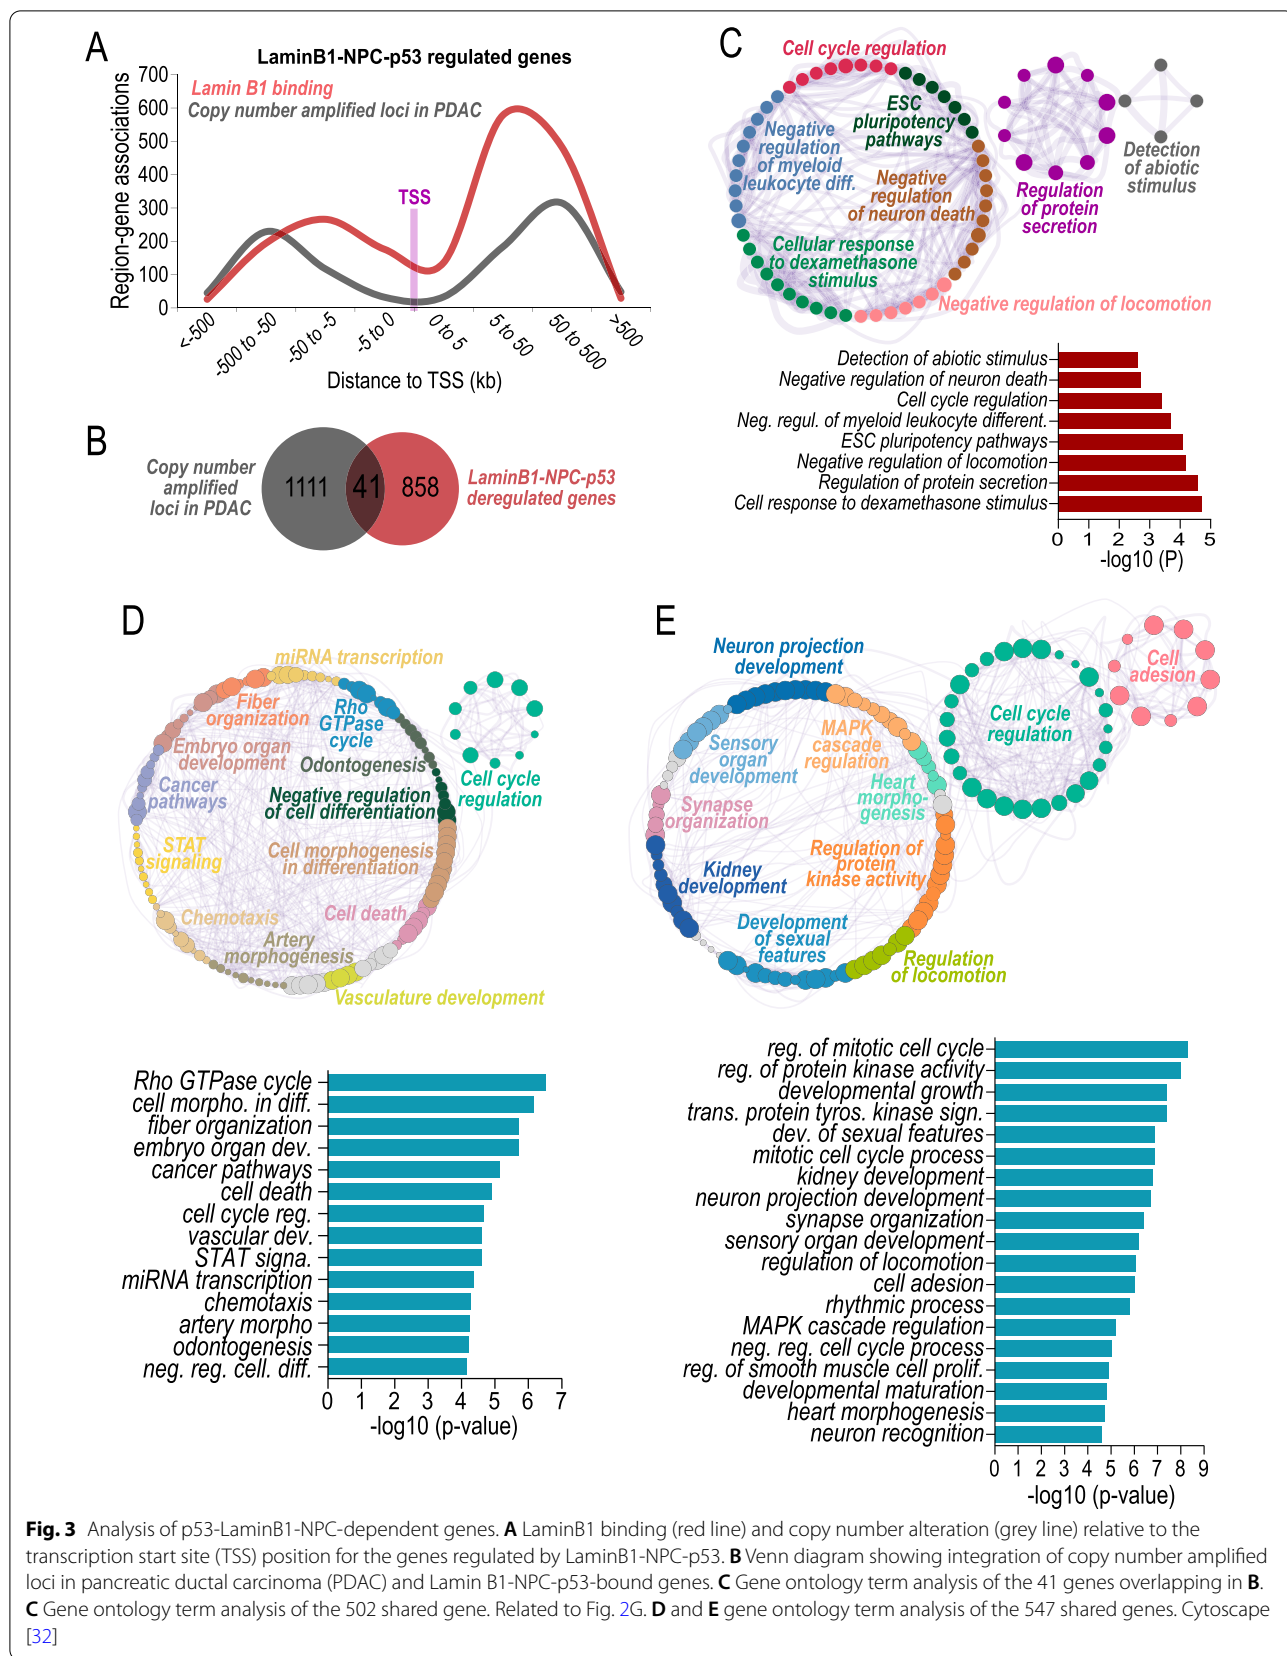 A
LaminB1-NPC-p53 regulated genes
Lamin B1 binding
Copy number amplified loci in PDAC
Region-gene associations
700
600
500
400
300
200
100
0
TSS
<-500
-500 to -50
-50 to -5
-5 to 0
0 to 5
5 to 50
50 to 500
>500
Distance to TSS (kb)
B
Copy number
amplified
loci in PDAC
1111
41
858
LaminB1-NPC-p53
deregulated genes
C
Cell cycle regulation
ESC
pluripotency
pathways
Negative
regulation
of myeloid
leukocyte diff.
Negative
regulation
of neuron death
Cellular response
to dexamethasone
stimulus
Negative regulation of locomotion
Regulation
of protein
secretion
Detection
of abiotic
stimulus
Detection of abiotic stimulus
Negative regulation of neuron death
Cell cycle regulation
Neg. regul. of myeloid leukocyte different.
ESC pluripotency pathways
Negative regulation of locomotion
Regulation of protein secretion
Cell response to dexamethasone stimulus
0 1 2 3 4 5
-log10 (P)
D
miRNA transcription
Fiber
organization
Rho
GTPase
cycle
Embryo organ
development
Odontogenesis
Cancer
pathways
Negative regulation
of cell differentiation
STAT
signaling
Cell morphogenesis
in differentiation
Chemotaxis
Cell death
Artery
morphogenesis
Vasculature development
Cell cycle
regulation
Rho GTPase cycle
cell morpho. in diff.
fiber organization
embryo organ dev.
cancer pathways
cell death
cell cycle reg.
vascular dev.
STAT signa.
miRNA transcription
chemotaxis
artery morpho
odontogenesis
neg. reg. cell. diff.
0 1 2 3 4 5 6 7
-log10 (p-value)
E
Neuron projection
development
Sensory
organ
development
MAPK
cascade
regulation
Heart
morpho-
genesis
Synapse
organization
Regulation of
protein
kinase activity
Kidney
development
Development
of sexual
features
Regulation
of locomotion
Cell cycle
regulation
Cell
adesion
reg. of mitotic cell cycle
reg. of protein kinase activity
developmental growth
trans. protein tyros. kinase sign.
dev. of sexual features
mitotic cell cycle process
kidney development
neuron projection development
synapse organization
sensory organ development
regulation of locomotion
cell adesion
rhythmic process
MAPK cascade regulation
neg. reg. cell cycle process
reg. of smooth muscle cell prolif.
developmental maturation
heart morphogenesis
neuron recognition
0 1 2 3 4 5 6 7 8 9
-log10 (p-value)
Fig. 3 Analysis of p53-LaminB1-NPC-dependent genes. A LaminB1 binding (red line) and copy number alteration (grey line) relative to the
transcription start site (TSS) position for the genes regulated by LaminB1-NPC-p53. B Venn diagram showing integration of copy number amplified
loci in pancreatic ductal carcinoma (PDAC) and Lamin B1-NPC-p53-bound genes. C Gene ontology term analysis of the 41 genes overlapping in B.
C Gene ontology term analysis of the 502 shared gene. Related to Fig. 2G. D and E gene ontology term analysis of the 547 shared genes. Cytoscape
[32]